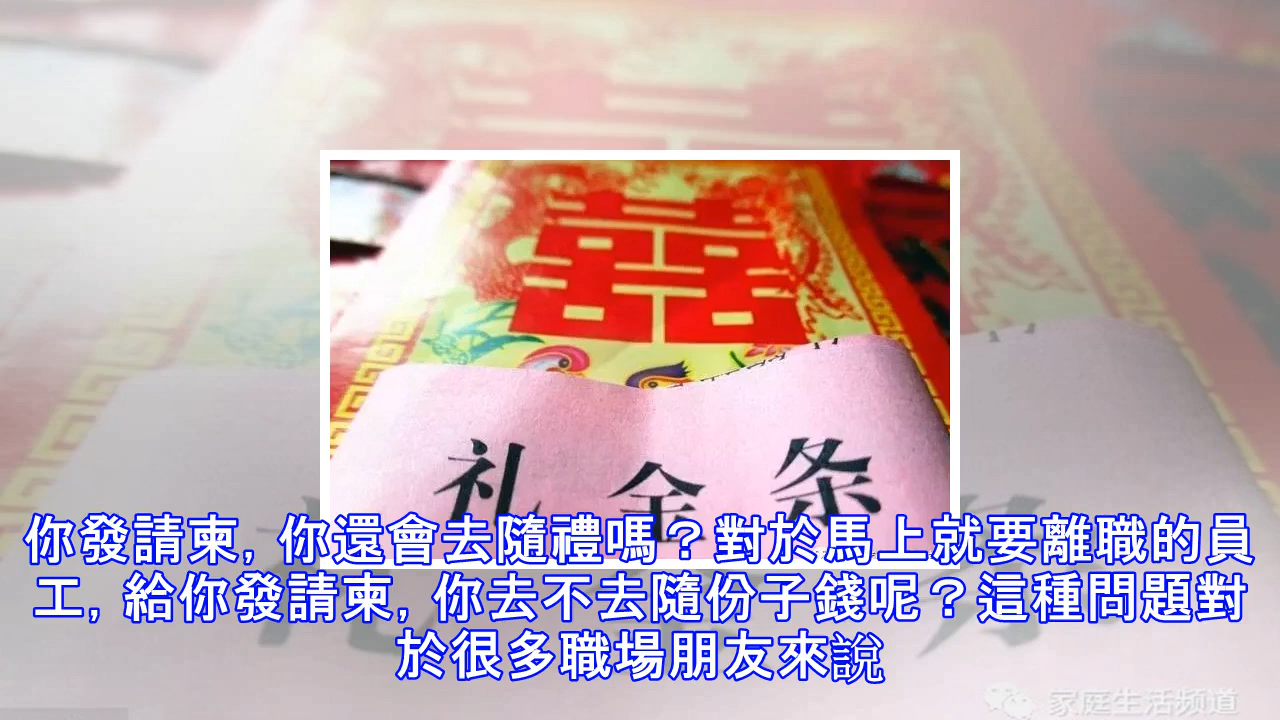 囍
礼金条
你發請柬, 你還會去隨禮嗎？對於馬上就要離職的員
工, 給你發請柬, 你去不去隨份子錢呢？這種問題對
於很多職場朋友來說
家庭生活频道